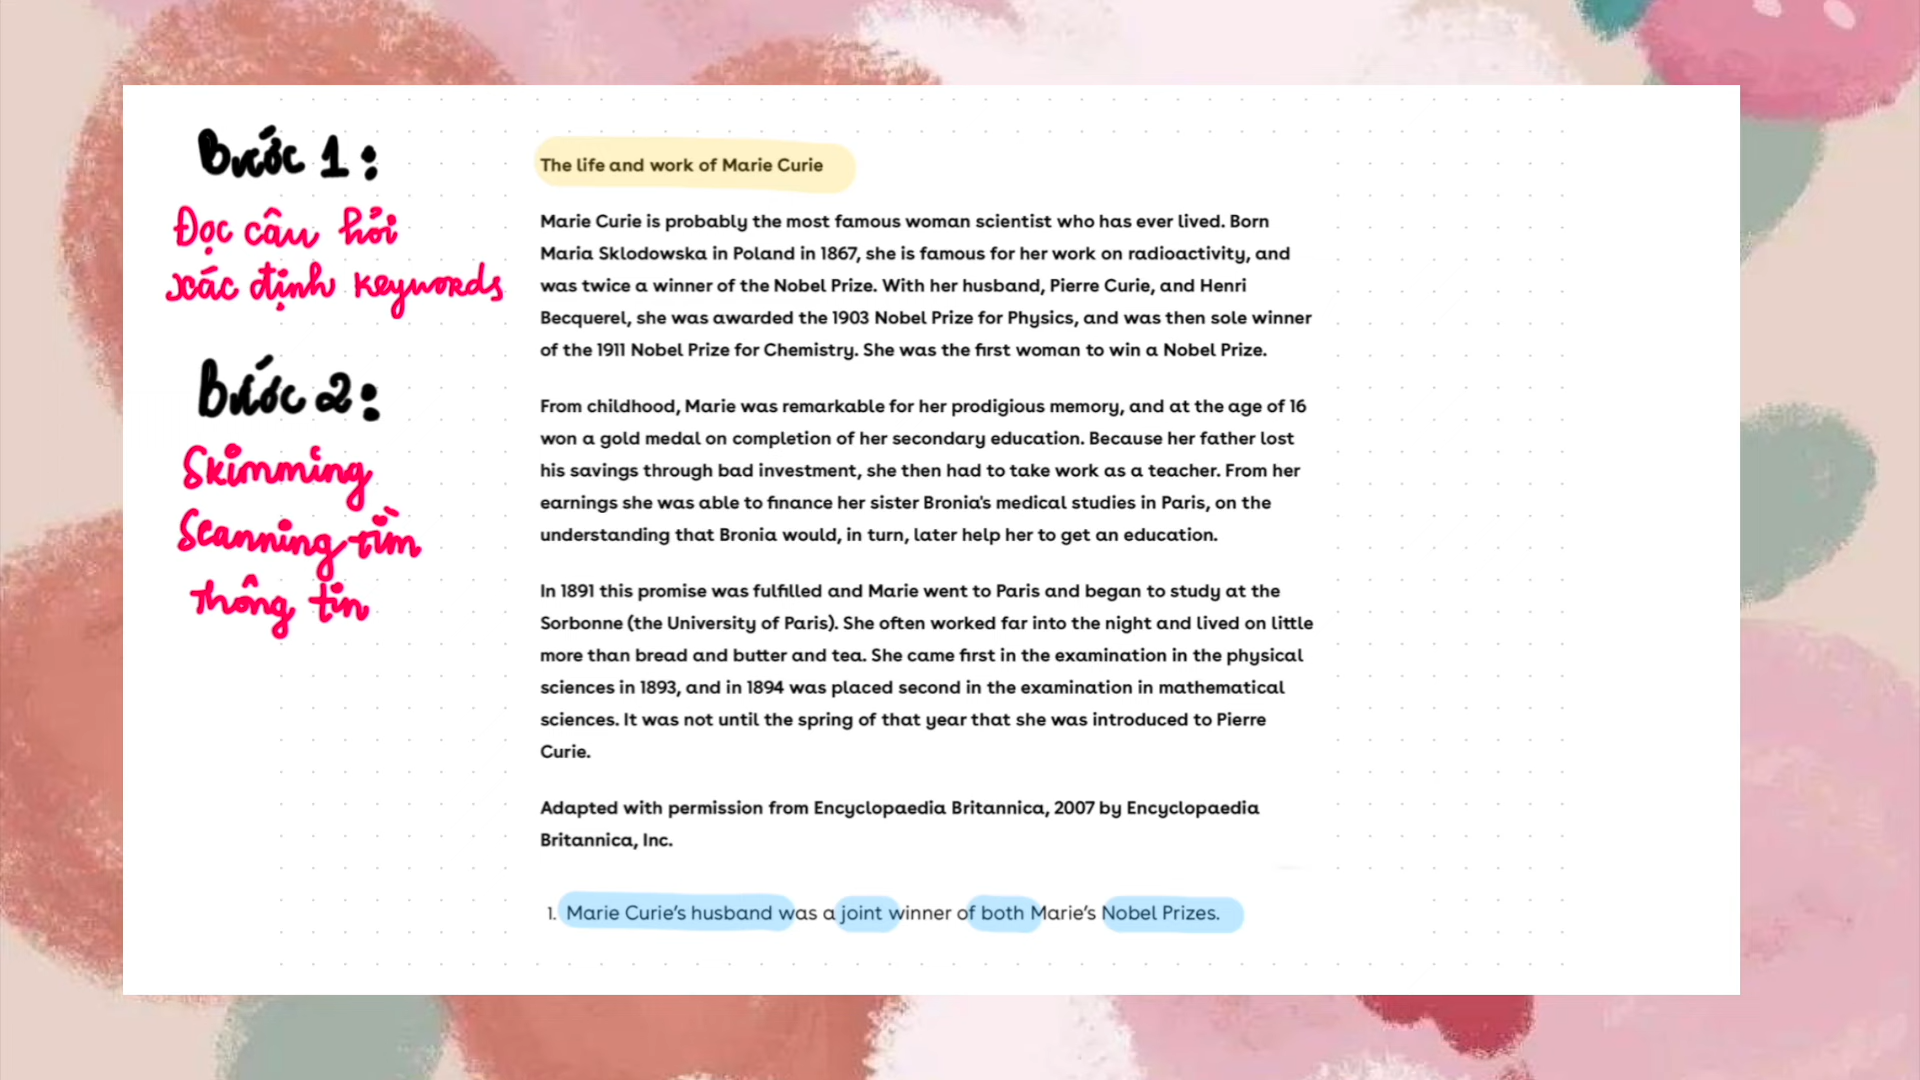 Bước 1:
Đọc câu hỏi
xác định keywords
Bước 2:
Skimming
Scanning tìm
thông tin
The life and work of Marie Curie
Marie Curie is probably the most famous woman scientist who has ever lived. Born
Maria Sklodowska in Poland in 1867, she is famous for her work on radioactivity, and
was twice a winner of the Nobel Prize. With her husband, Pierre Curie, and Henri
Becquerel, she was awarded the 1903 Nobel Prize for Physics, and was then sole winner
of the 1911 Nobel Prize for Chemistry. She was the first woman to win a Nobel Prize.
From childhood, Marie was remarkable for her prodigious memory, and at the age of 16
won a gold medal on completion of her secondary education. Because her father lost
his savings through bad investment, she then had to take work as a teacher. From her
earnings she was able to finance her sister Bronia's medical studies in Paris, on the
understanding that Bronia would, in turn, later help her to get an education.
In 1891 this promise was fulfilled and Marie went to Paris and began to study at the
Sorbonne (the University of Paris). She often worked far into the night and lived on little
more than bread and butter and tea. She came first in the examination in the physical
sciences in 1893, and in 1894 was placed second in the examination in mathematical
sciences. It was not until the spring of that year that she was introduced to Pierre
Curie.
Adapted with permission from Encyclopaedia Britannica, 2007 by Encyclopaedia
Britannica, Inc.
1. Marie Curie's husband was a joint winner of both Marie's Nobel Prizes.